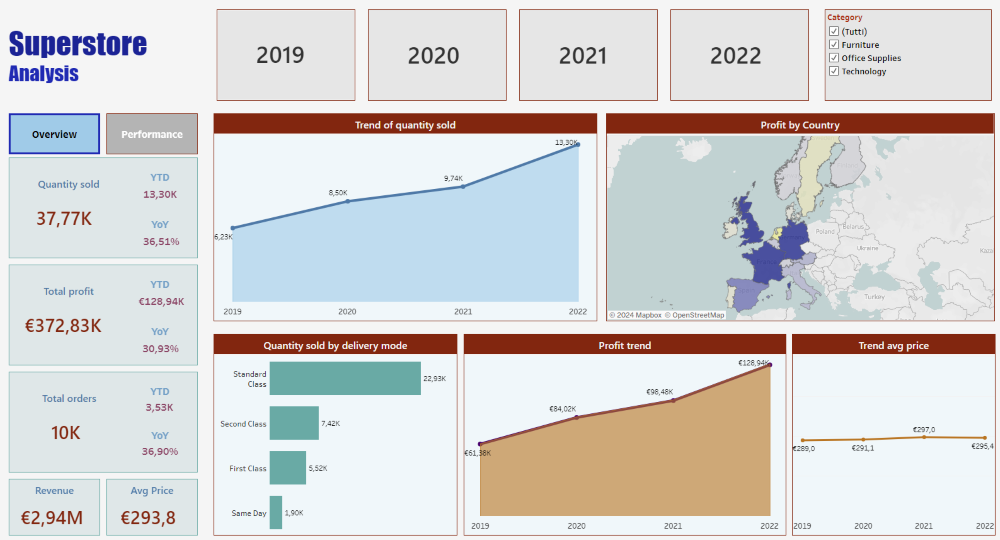 Superstore
Analysis
2019
2020
2021
2022
Category
(Tutti)
Furniture
Office Supplies
Technology
Overview
Performance
Quantity sold
37,77K
YTD
13,30K
YoY
36,51%
Total profit
€372,83K
YTD
€128,94K
YoY
30,93%
Total orders
10K
YTD
3,53K
YoY
36,90%
Revenue
€2,94M
Avg Price
€293,8
Trend of quantity sold
6,23K
8,50K
9,74K
13,30K
2019
2020
2021
2022
Profit by Country
Poland
Belarus
Ukraine
Turkey
© 2024 Mapbox © OpenStreetMap
Quantity sold by delivery mode
Standard
Class
22,93K
Second Class
7,42K
First Class
5,52K
Same Day
1,90K
Profit trend
€61,38K
€84,02K
€98,48K
€128,94K
2019
2020
2021
2022
Trend avg price
€289,0
€291,1
€297,0
€295,4
2019
2020
2021
2022